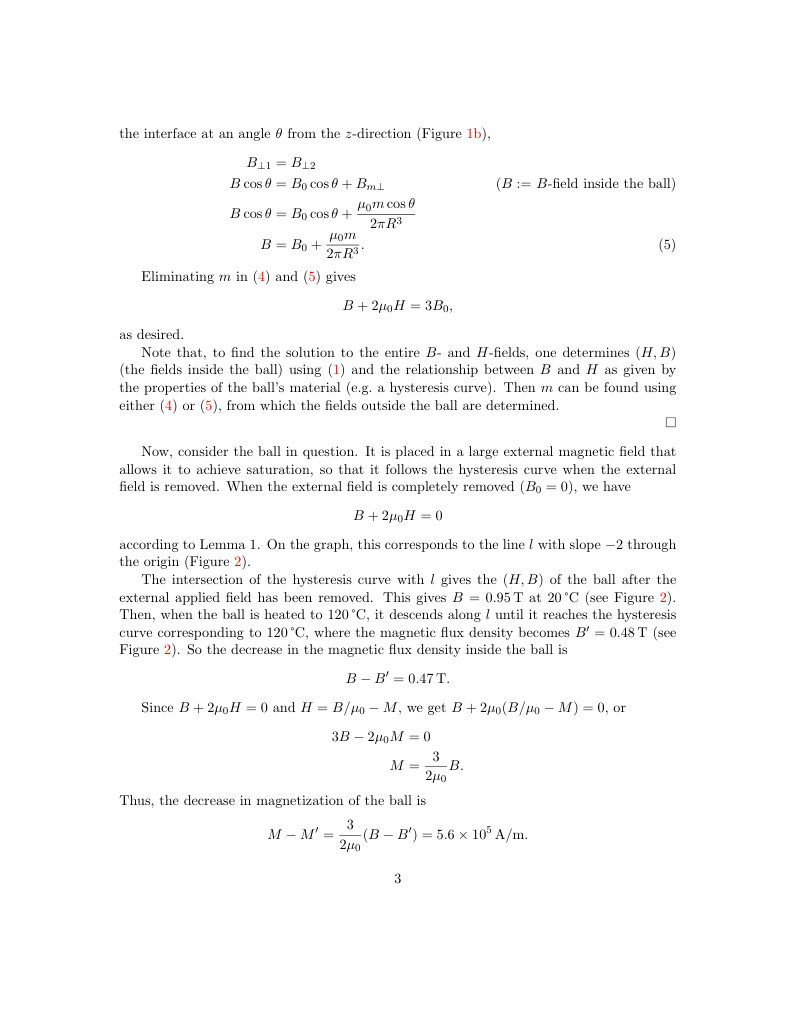 the interface at an angle θ from the z-direction (Figure 1b),
B⊥1 = B⊥2
B cos θ = B₀ cos θ + Bm⊥ (B := B-field inside the ball)
B cos θ = B₀ cos θ + μ₀m cos θ / 2πR³
B = B₀ + μ₀m / 2πR³. (5)
Eliminating m in (4) and (5) gives
B + 2μ₀H = 3B₀,
as desired.
Note that, to find the solution to the entire B- and H-fields, one determines (H, B)
(the fields inside the ball) using (1) and the relationship between B and H as given by
the properties of the ball's material (e.g. a hysteresis curve). Then m can be found using
either (4) or (5), from which the fields outside the ball are determined.
□
Now, consider the ball in question. It is placed in a large external magnetic field that
allows it to achieve saturation, so that it follows the hysteresis curve when the external
field is removed. When the external field is completely removed (B₀ = 0), we have
B + 2μ₀H = 0
according to Lemma 1. On the graph, this corresponds to the line l with slope −2 through
the origin (Figure 2).
The intersection of the hysteresis curve with l gives the (H, B) of the ball after the
external applied field has been removed. This gives B = 0.95 T at 20 °C (see Figure 2).
Then, when the ball is heated to 120 °C, it descends along l until it reaches the hysteresis
curve corresponding to 120 °C, where the magnetic flux density becomes B′ = 0.48 T (see
Figure 2). So the decrease in the magnetic flux density inside the ball is
B − B′ = 0.47 T.
Since B + 2μ₀H = 0 and H = B/μ₀ − M, we get B + 2μ₀(B/μ₀ − M) = 0, or
3B − 2μ₀M = 0
M = 3 / 2μ₀ B.
Thus, the decrease in magnetization of the ball is
M − M′ = 3 / 2μ₀ (B − B′) = 5.6 × 10⁵ A/m.
3